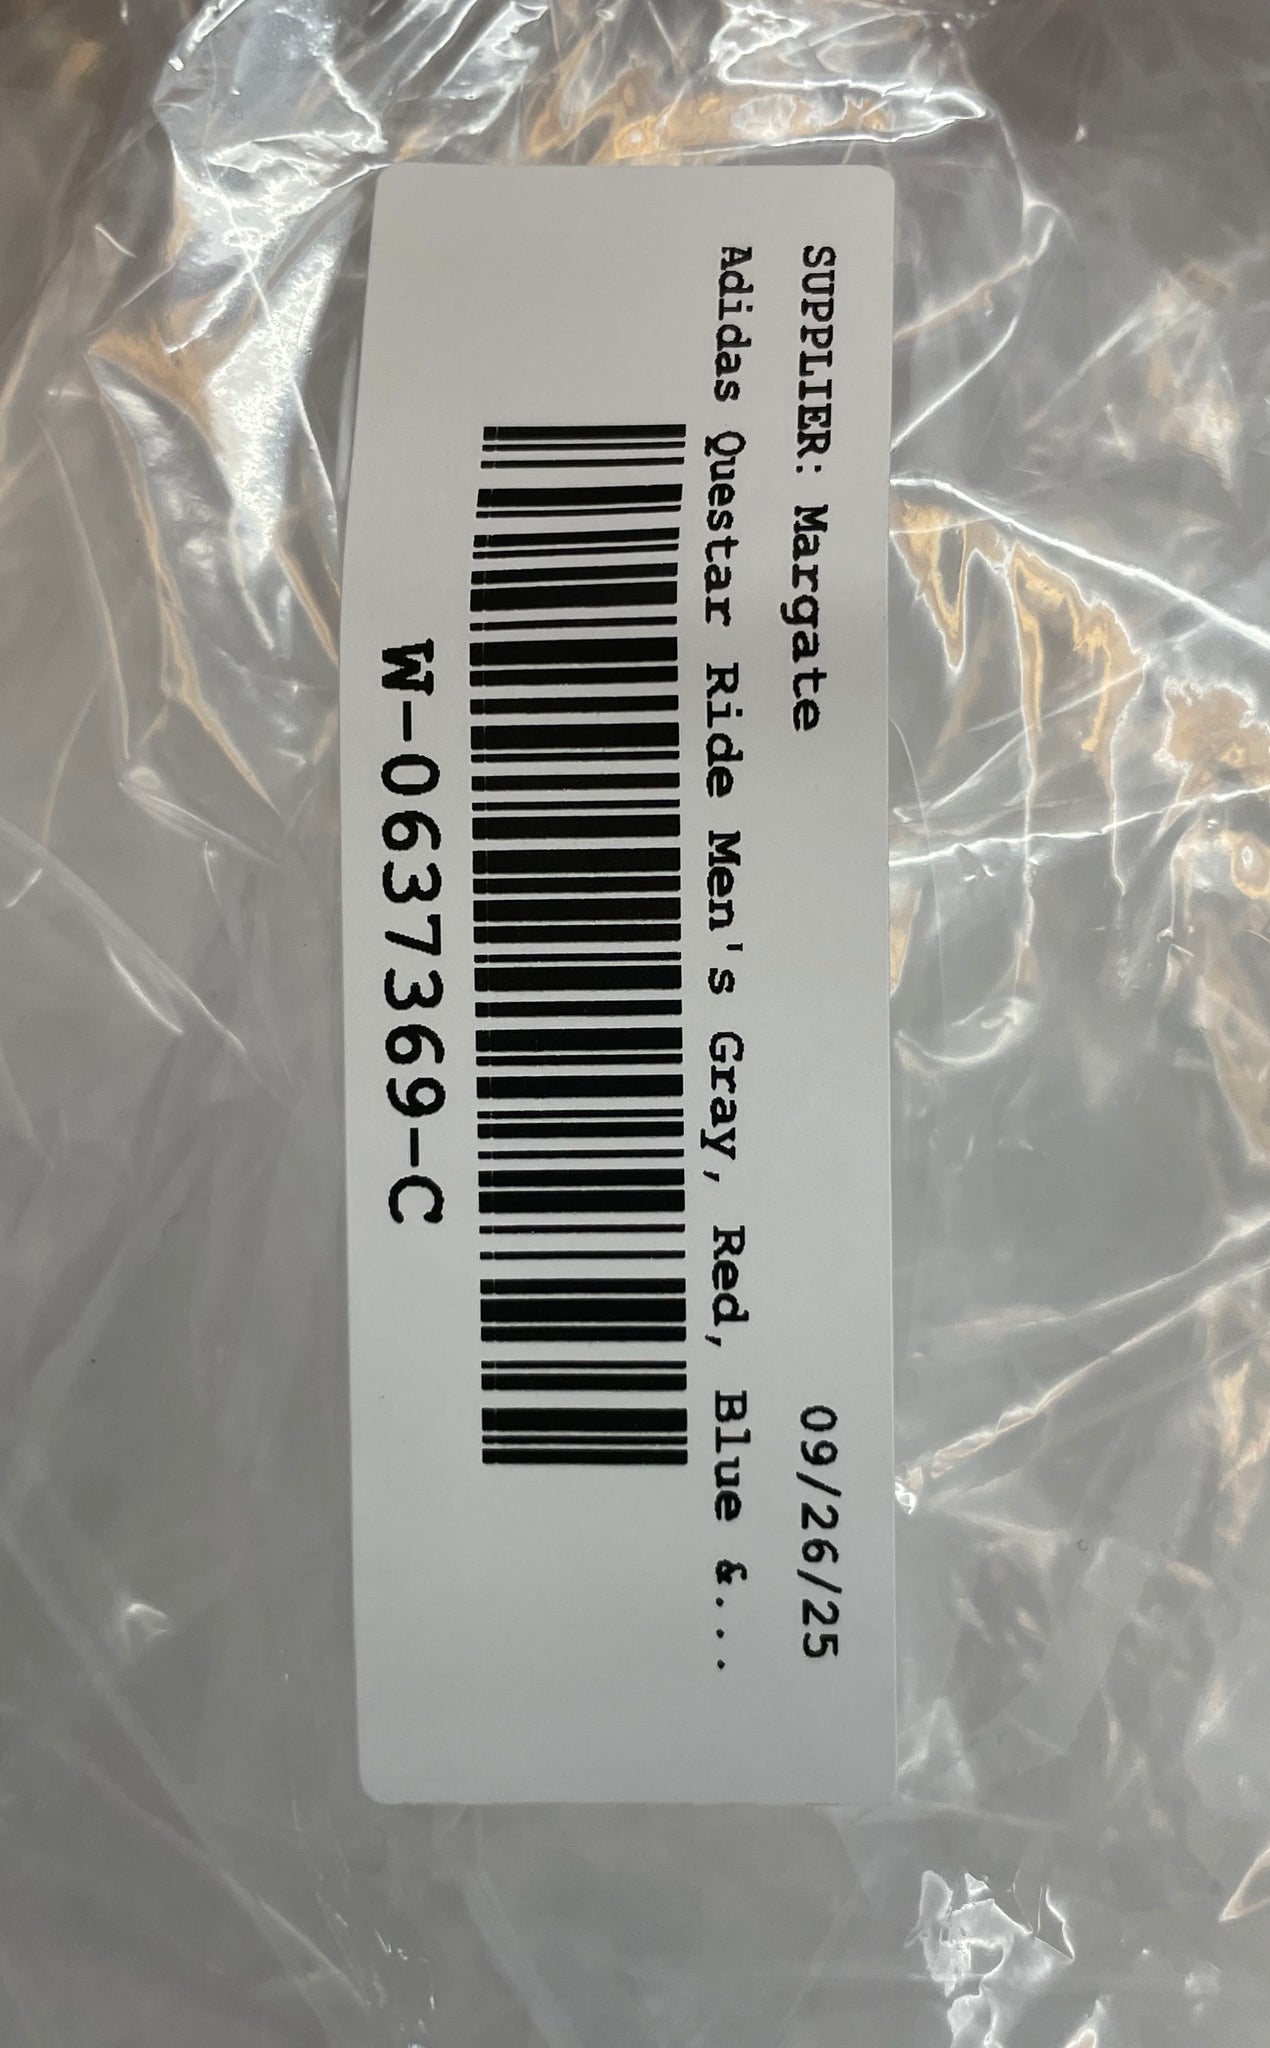 SUPPLIER: Margate 09/26/25
Adidas Questar Ride Men's Gray, Red, Blue &...
W-0637369-C